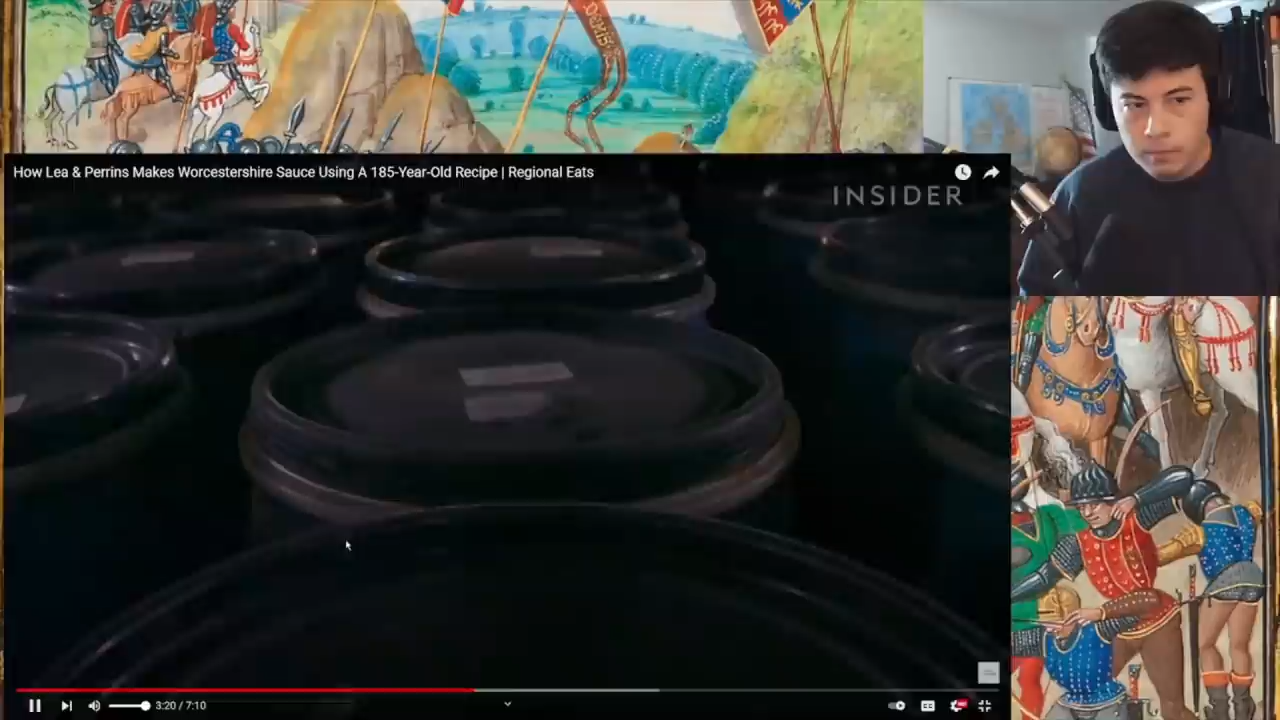 How Lea & Perrins Makes Worcestershire Sauce Using A 185-Year-Old Recipe | Regional Eats
INSIDER
3:20 / 7:10